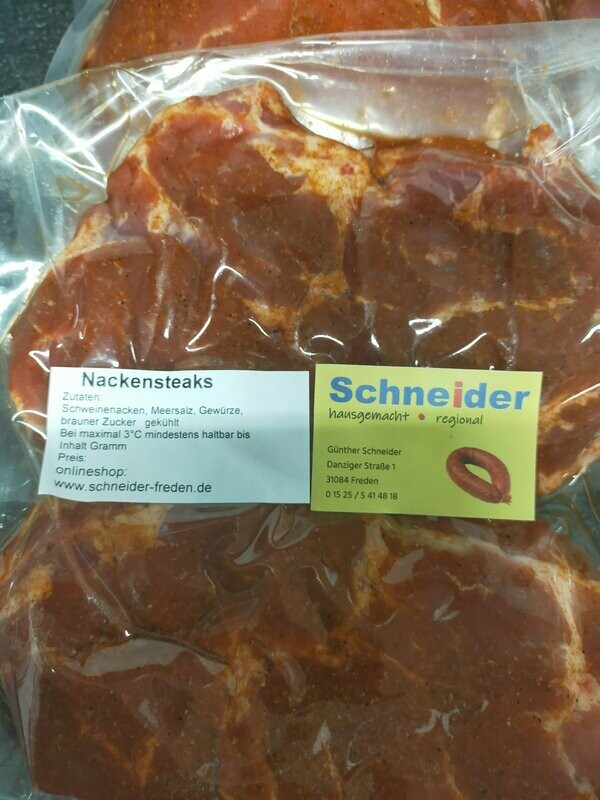 Nackensteaks
Zutaten:
Schweinenacken, Meersalz, Gewürze,
brauner Zucker gekühlt
Bei maximal 3°C mindestens haltbar bis
Inhalt Gramm
Preis:
onlineshop:
www.schneider-freden.de
Schneider
hausgemacht • regional
Günther Schneider
Danziger Straße 1
31084 Freden
0 15 25 / 5 41 48 18